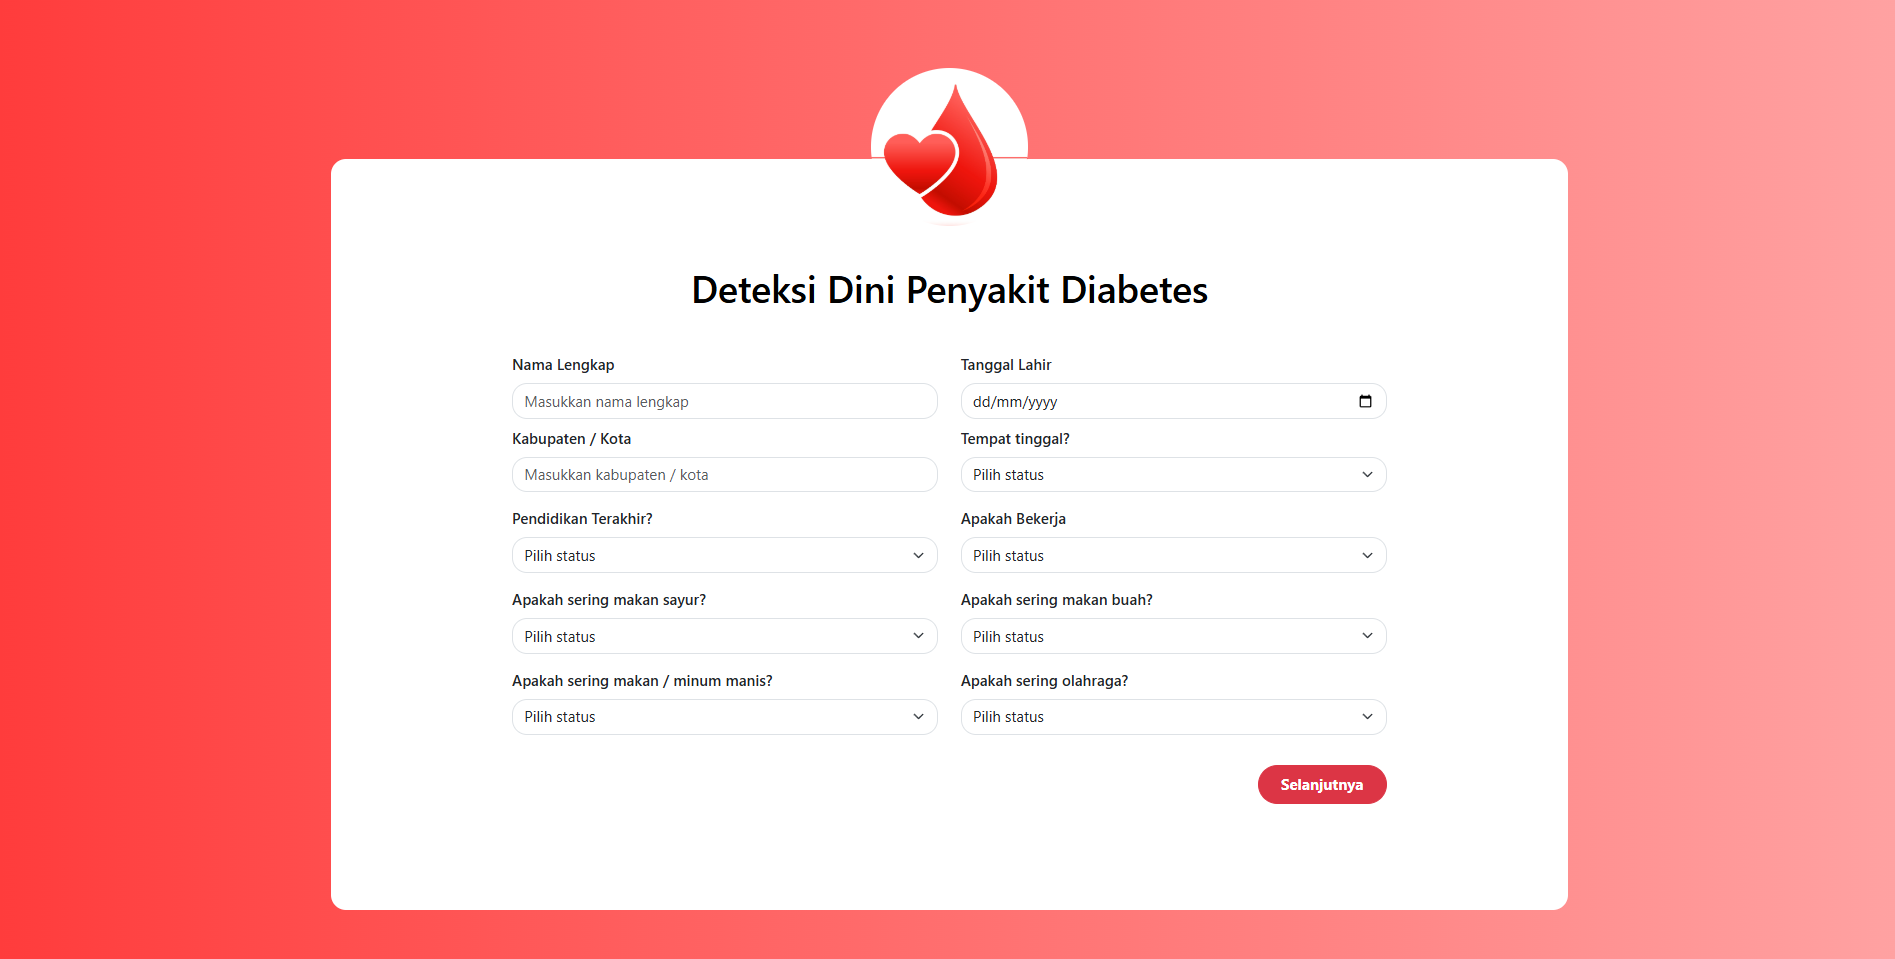 Deteksi Dini Penyakit Diabetes
Nama Lengkap
Masukkan nama lengkap
Tanggal Lahir
dd/mm/yyyy
Kabupaten / Kota
Masukkan kabupaten / kota
Tempat tinggal?
Pilih status
Pendidikan Terakhir?
Pilih status
Apakah Bekerja
Pilih status
Apakah sering makan sayur?
Pilih status
Apakah sering makan buah?
Pilih status
Apakah sering makan / minum manis?
Pilih status
Apakah sering olahraga?
Pilih status
Selanjutnya